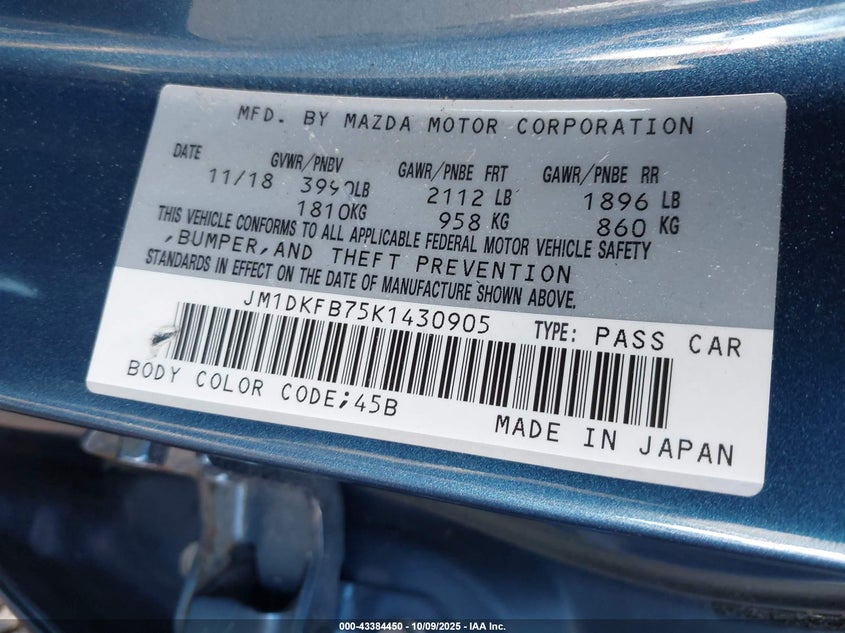 MFD. BY MAZDA MOTOR CORPORATION
DATE GVWR/PNBV GAWR/PNBE FRT GAWR/PNBE RR
11/18 3990LB 2112 LB 1896 LB
1810KG 958 KG 860 KG
THIS VEHICLE CONFORMS TO ALL APPLICABLE FEDERAL MOTOR VEHICLE SAFETY
,BUMPER,AND THEFT PREVENTION
STANDARDS IN EFFECT ON THE DATE OF MANUFACTURE SHOWN ABOVE.
JM1DKFB75K1430905 TYPE: PASS CAR
BODY COLOR CODE;45B
MADE IN JAPAN
000-43384450 - 10/09/2025 - IAA Inc.